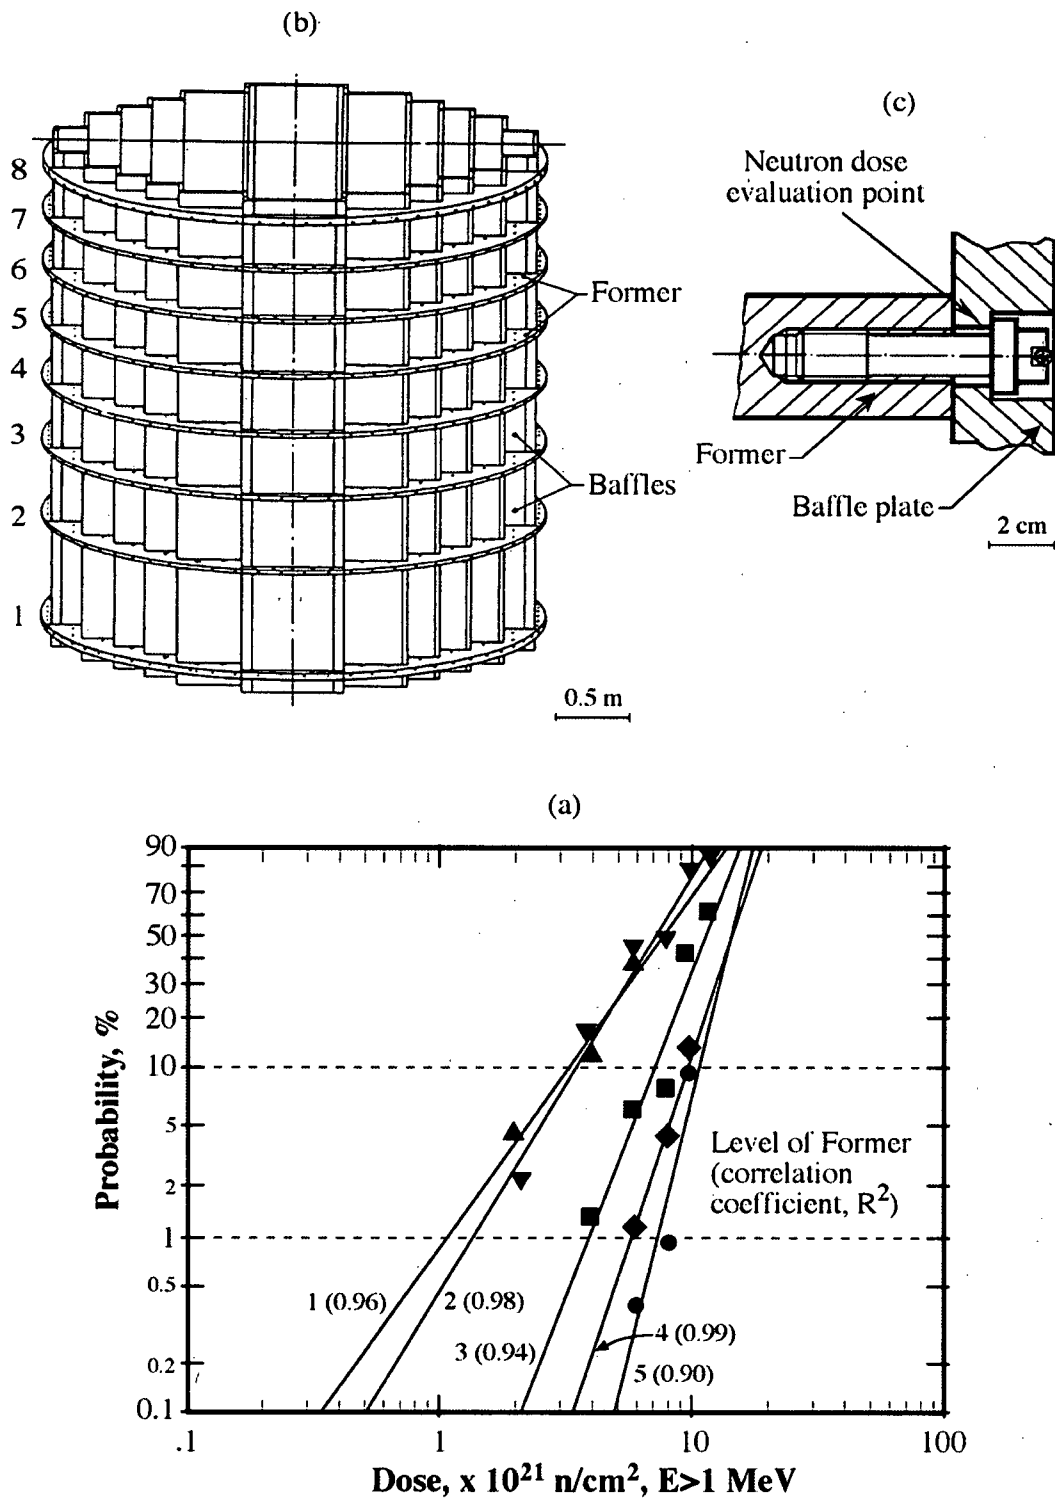 (b)
8
7
6
5
4
3
2
1
Former
Baffles
0.5 m
(c)
Neutron dose
evaluation point
Former
Baffle plate
2 cm
(a)
Probability, %
90
70
50
30
20
10
5
2
1
0.5
0.2
0.1
Level of Former
(correlation
coefficient, R²)
1 (0.96)
2 (0.98)
3 (0.94)
4 (0.99)
5 (0.90)
.1
1
10
100
Dose, x 10²¹ n/cm², E>1 MeV